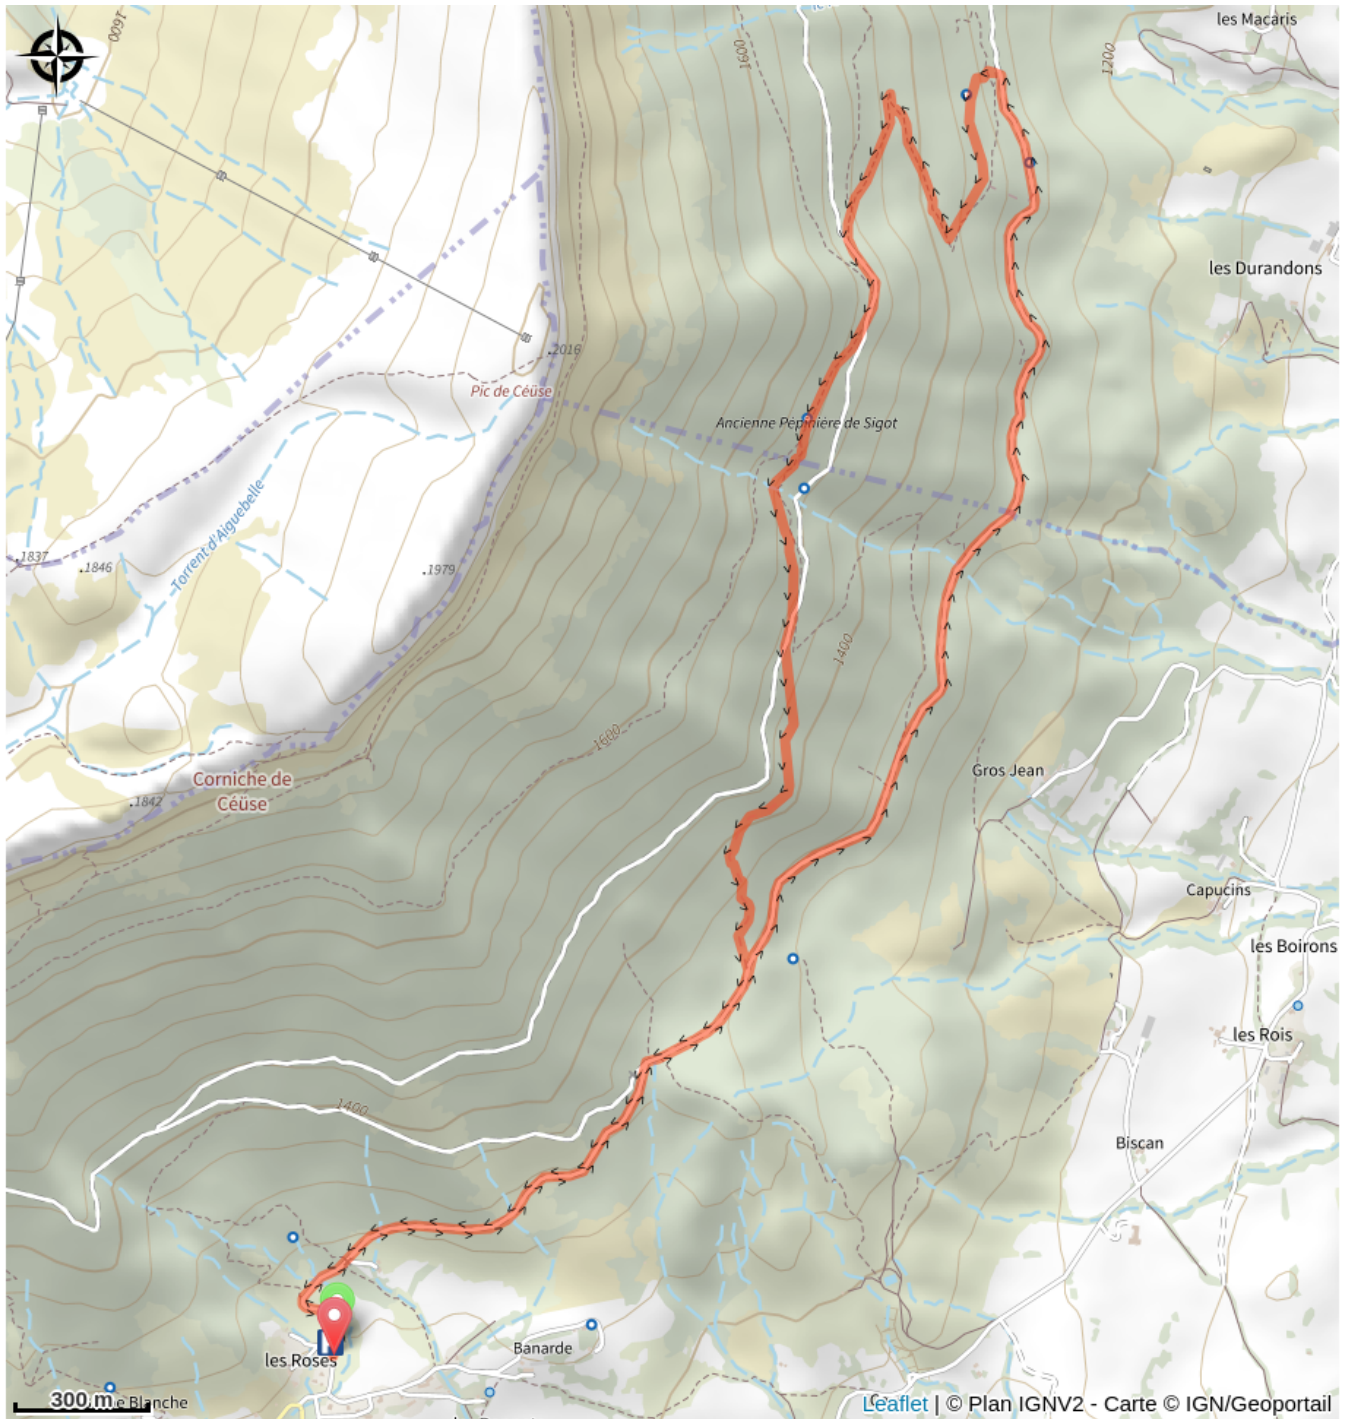 les Macaris
1600
1600
1200
les Durandons
2016
Pic de Céüse
Ancienne Pépinière de Sigot
Torrent d'Aiguebelle
1837
1846
1979
1400
1600
Gros Jean
Corniche de
Céüse
1842
Capucins
les Boirons
les Rois
1400
Biscan
Banarde
les Roses
300 m
Blanche
Leaflet | © Plan IGNV2 - Carte © IGN/Geoportail